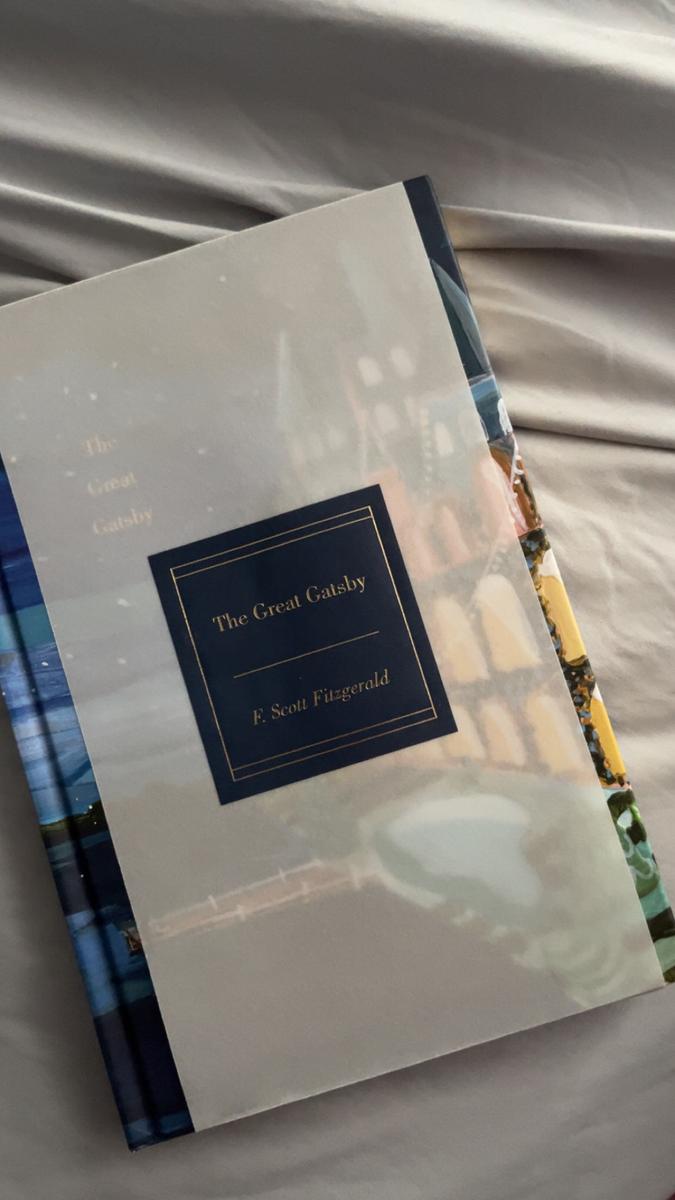 The
Great
Gatsby
The Great Gatsby
F. Scott Fitzgerald